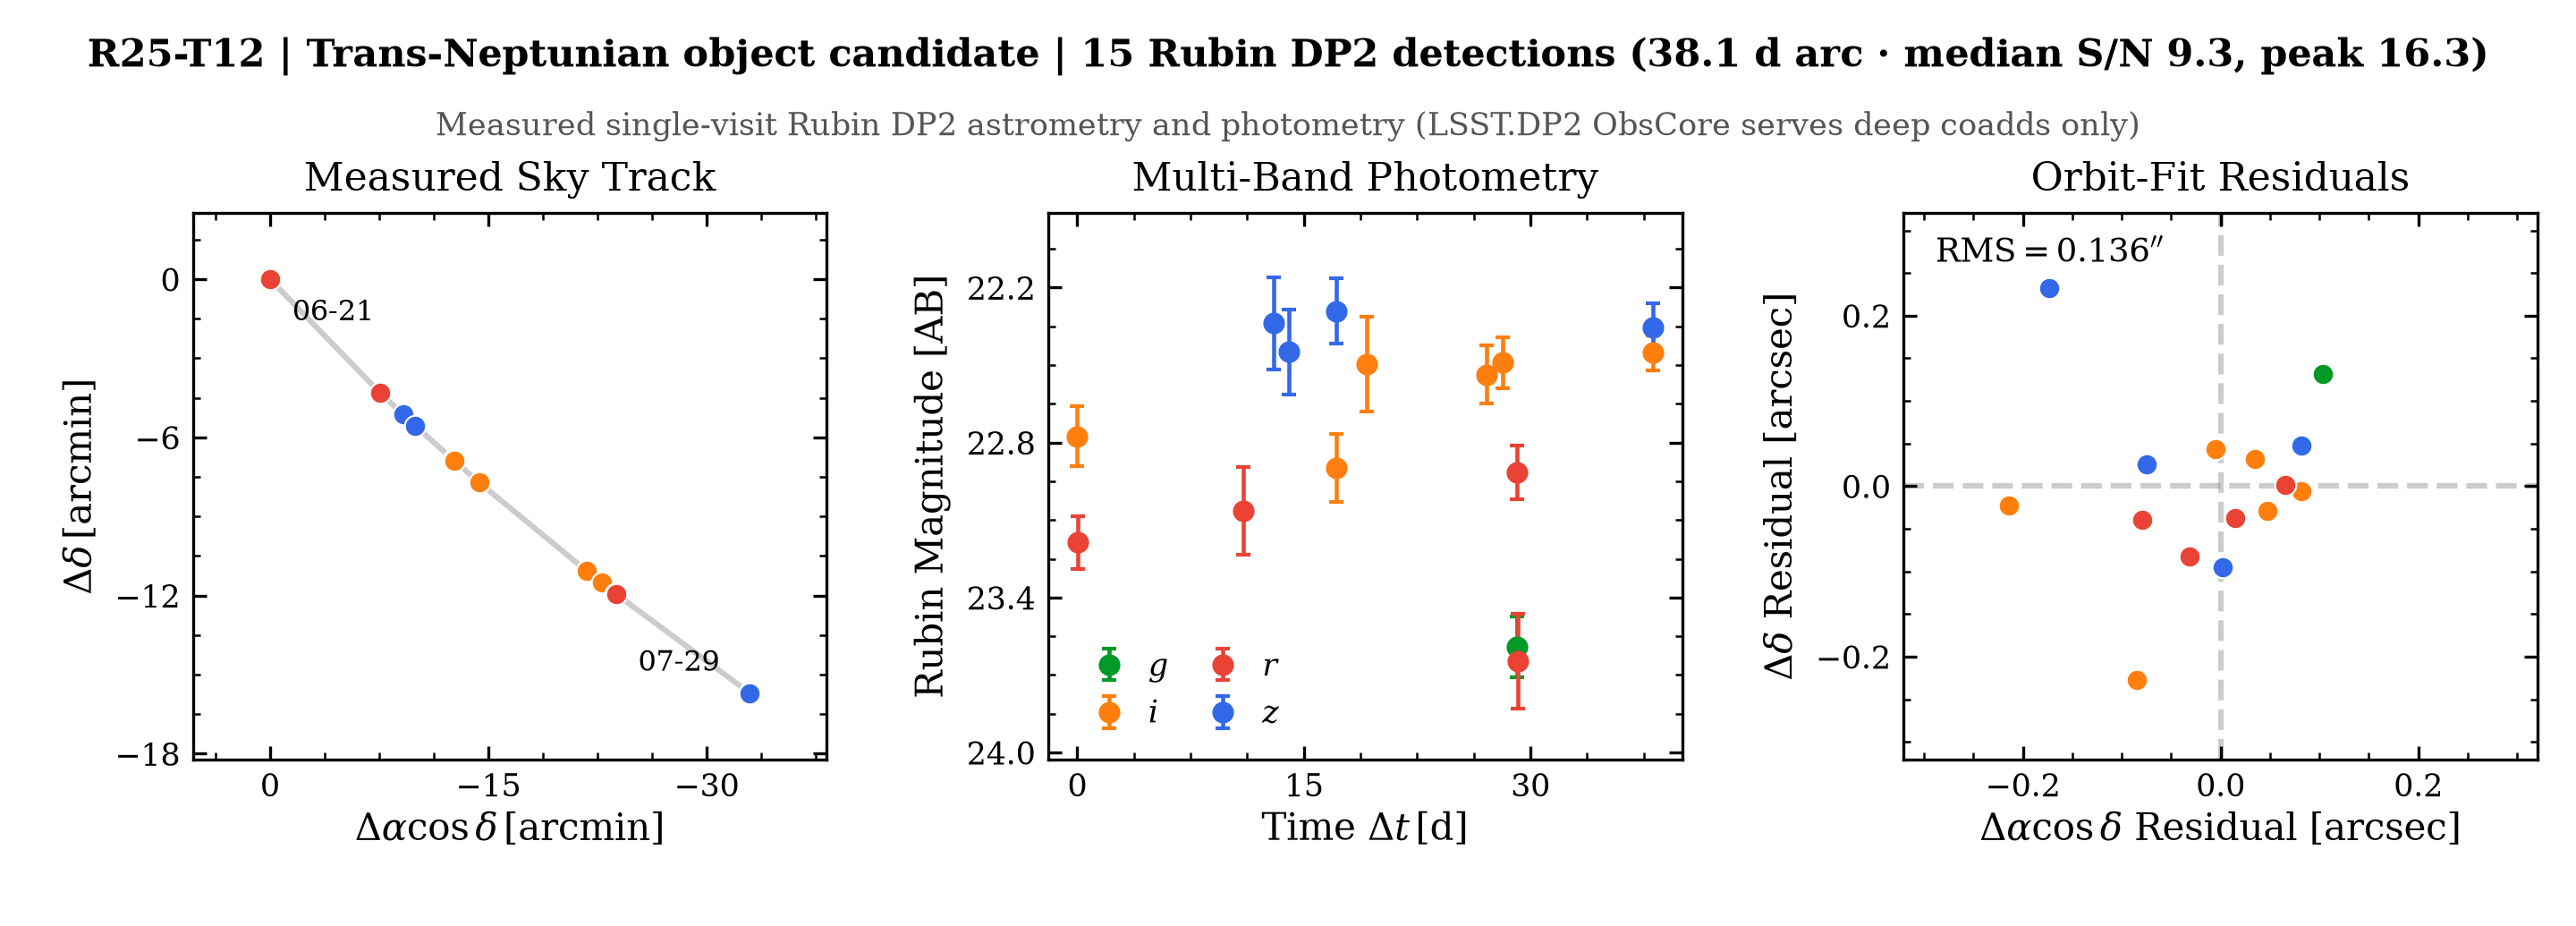 R25-T12 | Trans-Neptunian object candidate | 15 Rubin DP2 detections (38.1 d arc · median S/N 9.3, peak 16.3)
Measured single-visit Rubin DP2 astrometry and photometry (LSST.DP2 ObsCore serves deep coadds only)
Measured Sky Track
Δδ [arcmin]
0
−6
−12
−18
06-21
07-29
0
−15
−30
Δαcos δ [arcmin]
Multi-Band Photometry
Rubin Magnitude [AB]
22.2
22.8
23.4
24.0
g
r
i
z
0
15
30
Time Δt [d]
Orbit-Fit Residuals
Δδ Residual [arcsec]
RMS = 0.136″
0.2
0.0
−0.2
−0.2
0.0
0.2
Δαcos δ Residual [arcsec]